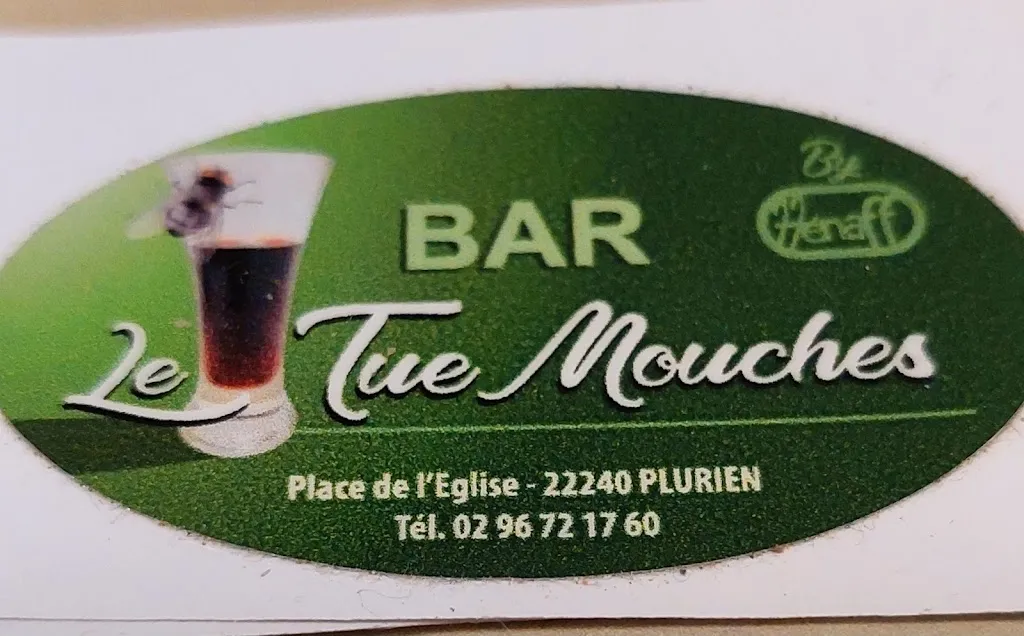 BAR
By
Hénaff
Le Tue Mouches
Place de l'Eglise - 22240 PLURIEN
Tél. 02 96 72 17 60